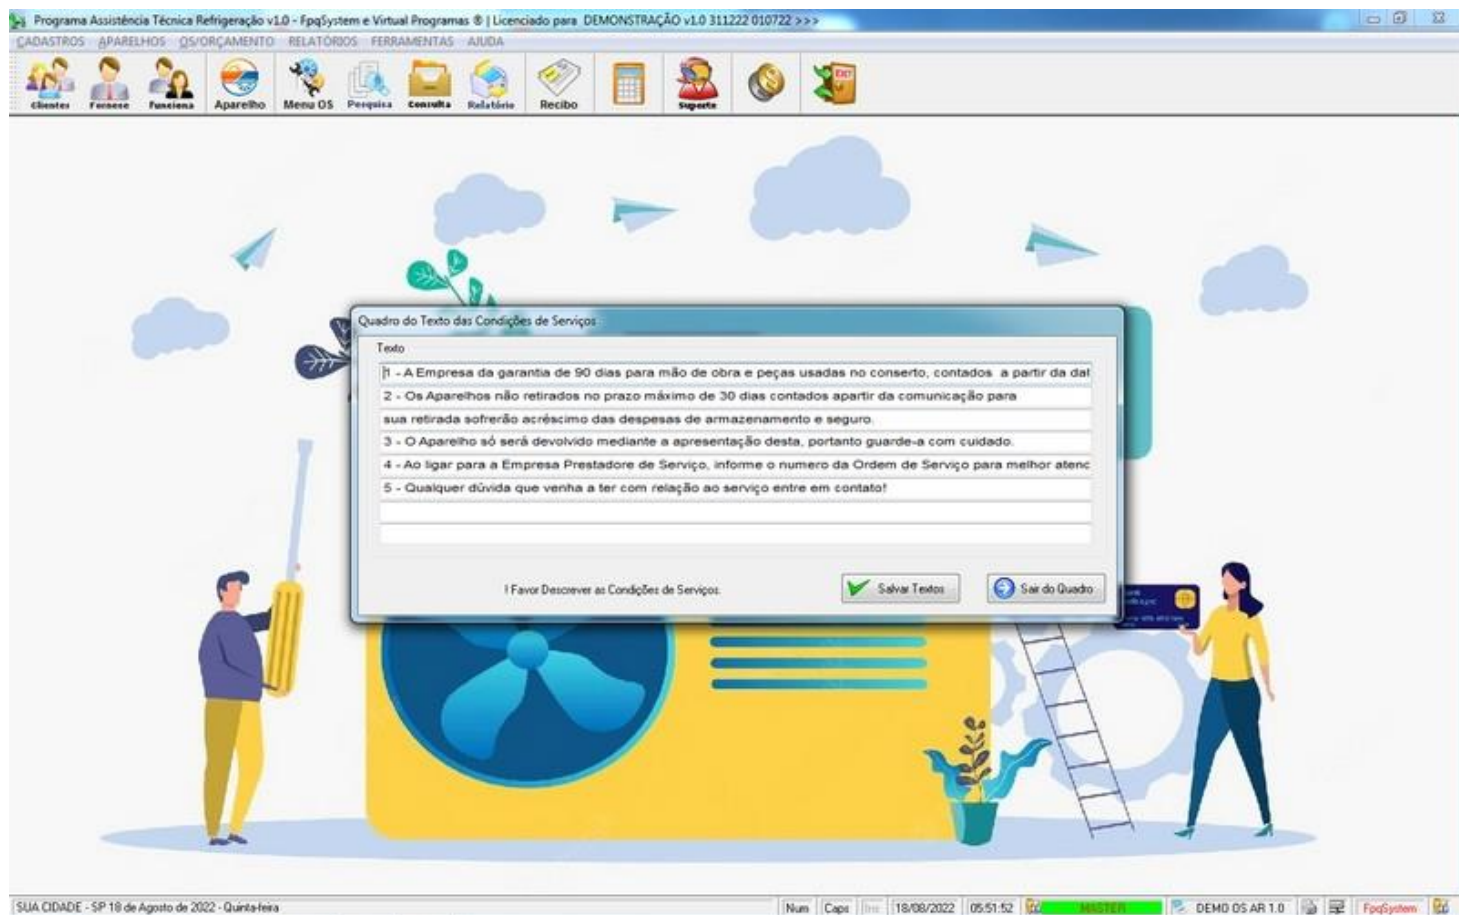 Programa Assistência Técnica Refrigeração v1.0 - FpqSystem e Virtual Programas ® | Licenciado para DEMONSTRAÇÃO v1.0 311222 010722 >>>
CADASTROS APARELHOS OS/ORÇAMENTO RELATÓRIOS FERRAMENTAS AJUDA
Clientes Fornece Funciona Aparelho Menu OS Pesquisa Consulta Relatório Recibo Suporte
EXIT
Quadro do Texto das Condições de Serviços
Texto
1 - A Empresa da garantia de 90 dias para mão de obra e peças usadas no conserto, contados a partir da dat
2 - Os Aparelhos não retirados no prazo máximo de 30 dias contados apartir da comunicação para
sua retirada sofrerão acréscimo das despesas de armazenamento e seguro.
3 - O Aparelho só será devolvido mediante a apresentação desta, portanto guarde-a com cuidado.
4 - Ao ligar para a Empresa Prestadore de Serviço, informe o numero da Ordem de Serviço para melhor atenc
5 - Qualquer dúvida que venha a ter com relação ao serviço entre em contato!
! Favor Descrever as Condições de Serviços. Salvar Textos Sair do Quadro
SUA CIDADE - SP 18 de Agosto de 2022 - Quinta-feira Num Caps Ins 18/08/2022 05:51:52 MASTER DEMO OS AR 1.0 FpqSystem